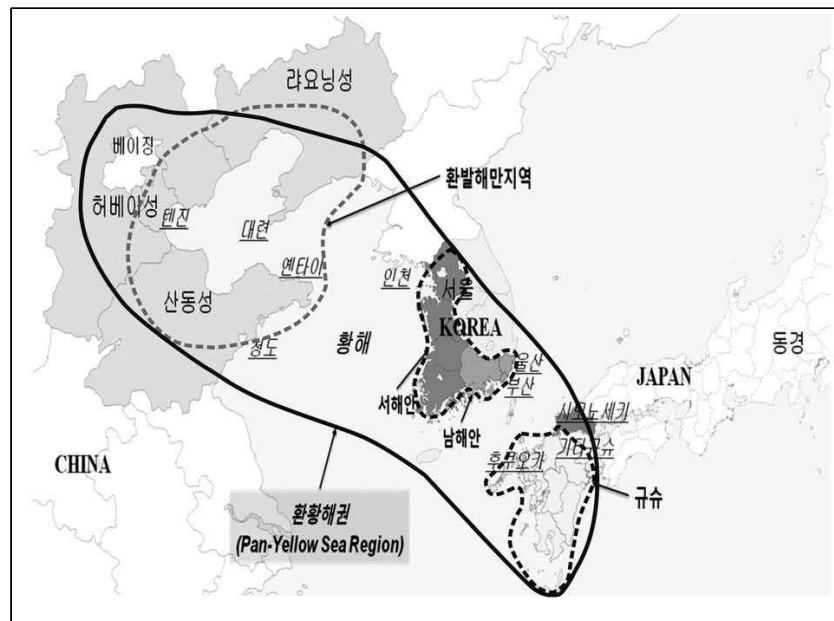 랴요닝성
베이징
환발해만지역
허베이성
텐진
대련
옌타이
인천
서울
산동성
KOREA
동경
황해
청도
울산
JAPAN
부산
서해안
시모노세키
남해안
기타큐슈
후쿠오카
CHINA
규슈
환황해권
(Pan-Yellow Sea Region)